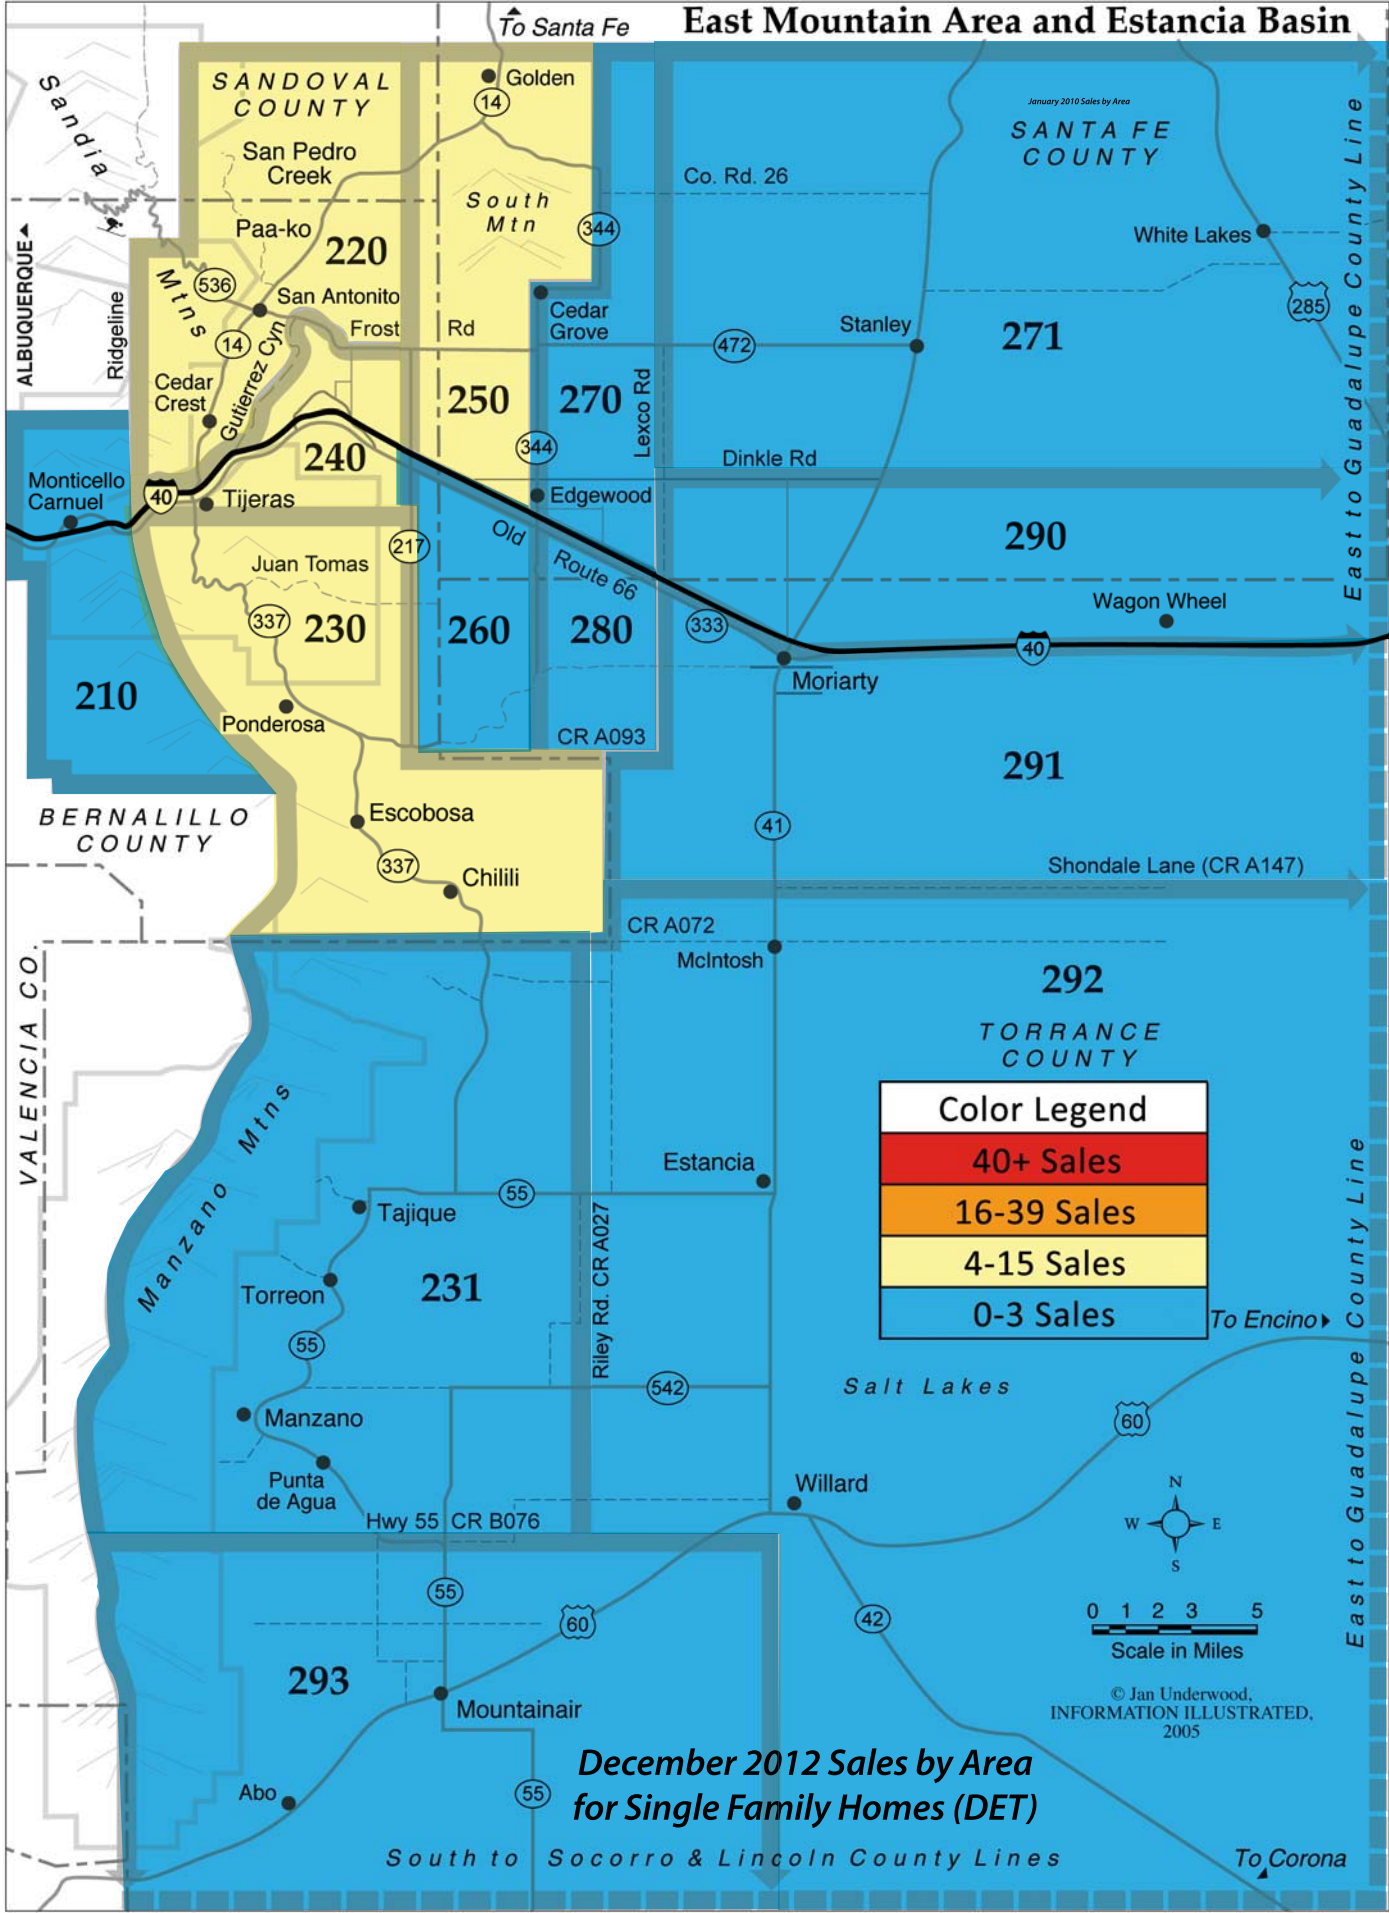 To Santa Fe
East Mountain Area and Estancia Basin
Sandia
SANDOVAL
COUNTY
Golden
14
January 2010 Sales by Area
SANTA FE
COUNTY
San Pedro
Creek
Co. Rd. 26
South
Mtn
Paa-ko
220
344
White Lakes
ALBUQUERQUE
Ridgeline
Mtns
536
San Antonito
Cedar
Grove
285
East to Guadalupe County Line
14
Frost
Rd
472
Stanley
271
Cedar
Crest
Gutierrez Cyn
250
270
Lexco Rd
240
344
Dinkle Rd
Monticello
Carnuel
40
Tijeras
Edgewood
Old
Route 66
290
217
Juan Tomas
337
230
260
280
333
Wagon Wheel
40
210
Ponderosa
Moriarty
CR A093
291
BERNALILLO
COUNTY
Escobosa
41
337
Chilili
Shondale Lane (CR A147)
CR A072
McIntosh
VALENCIA CO.
292
TORRANCE
COUNTY
Manzano Mtns
Color Legend
40+ Sales
16-39 Sales
4-15 Sales
0-3 Sales
Estancia
55
Tajique
Riley Rd. CR A027
Torreon
231
To Encino
East to Guadalupe County Line
55
542
Salt Lakes
60
Manzano
Punta
de Agua
Willard
N
W
E
S
Hwy 55
CR B076
55
60
42
0 1 2 3 5
Scale in Miles
293
© Jan Underwood,
INFORMATION ILLUSTRATED,
2005
Mountainair
December 2012 Sales by Area
for Single Family Homes (DET)
Abo
55
South to Socorro & Lincoln County Lines
To Corona